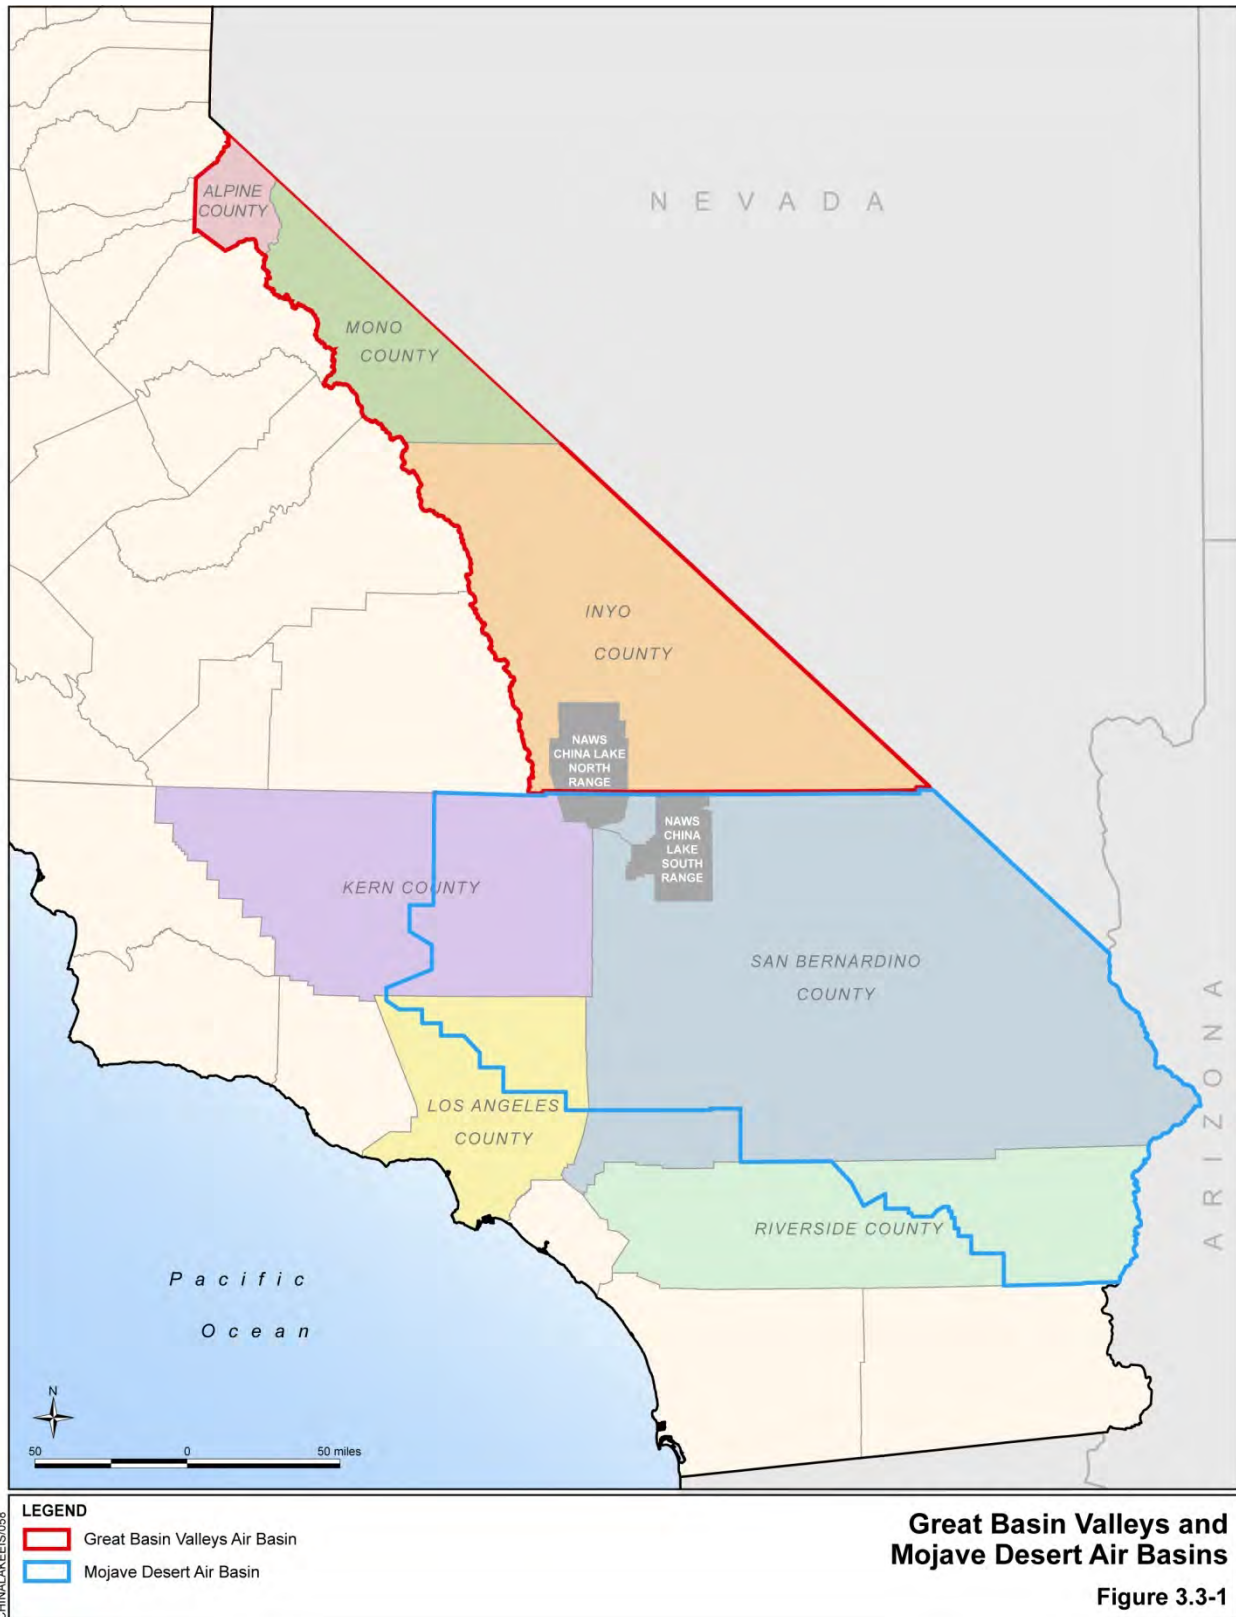 NEVADA
ALPINE
COUNTY
MONO
COUNTY
INYO
COUNTY
NAWS
CHINA LAKE
NORTH
RANGE
NAWS
CHINA
LAKE
SOUTH
RANGE
KERN COUNTY
SAN BERNARDINO
COUNTY
ARIZONA
LOS ANGELES
COUNTY
RIVERSIDE COUNTY
Pacific
Ocean
N
50 0 50 miles
LEGEND
Great Basin Valleys Air Basin
Mojave Desert Air Basin
Great Basin Valleys and
Mojave Desert Air Basins
Figure 3.3-1